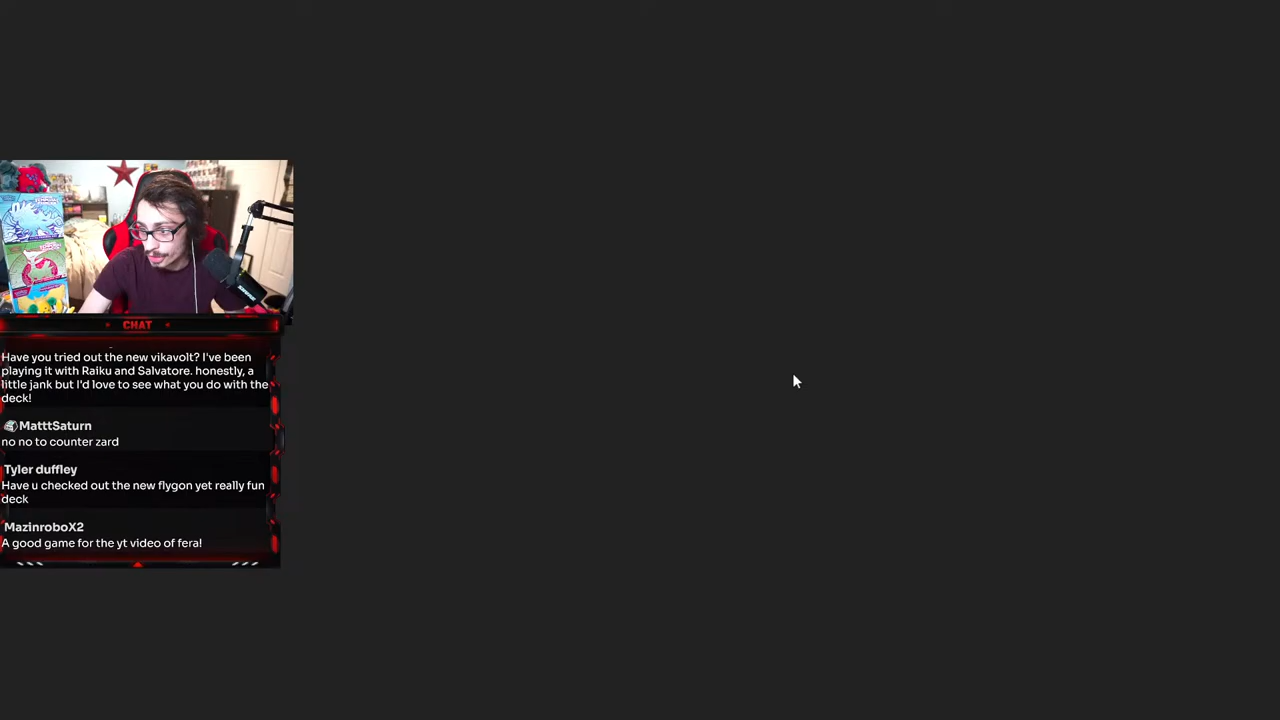 CHAT
Have you tried out the new vikavolt? I've been
playing it with Raiku and Salvatore. honestly, a
little jank but I'd love to see what you do with the
deck!
MatttSaturn
no no to counter zard
Tyler duffley
Have u checked out the new flygon yet really fun
deck
MazinroboX2
A good game for the yt video of fera!